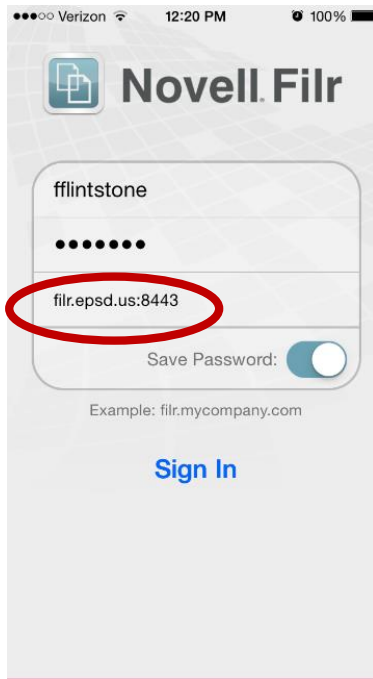 Verizon 12:20 PM 100%
Novell. Filr
fflintstone
•••••••
filr.epsd.us:8443
Save Password:
Example: filr.mycompany.com
Sign In